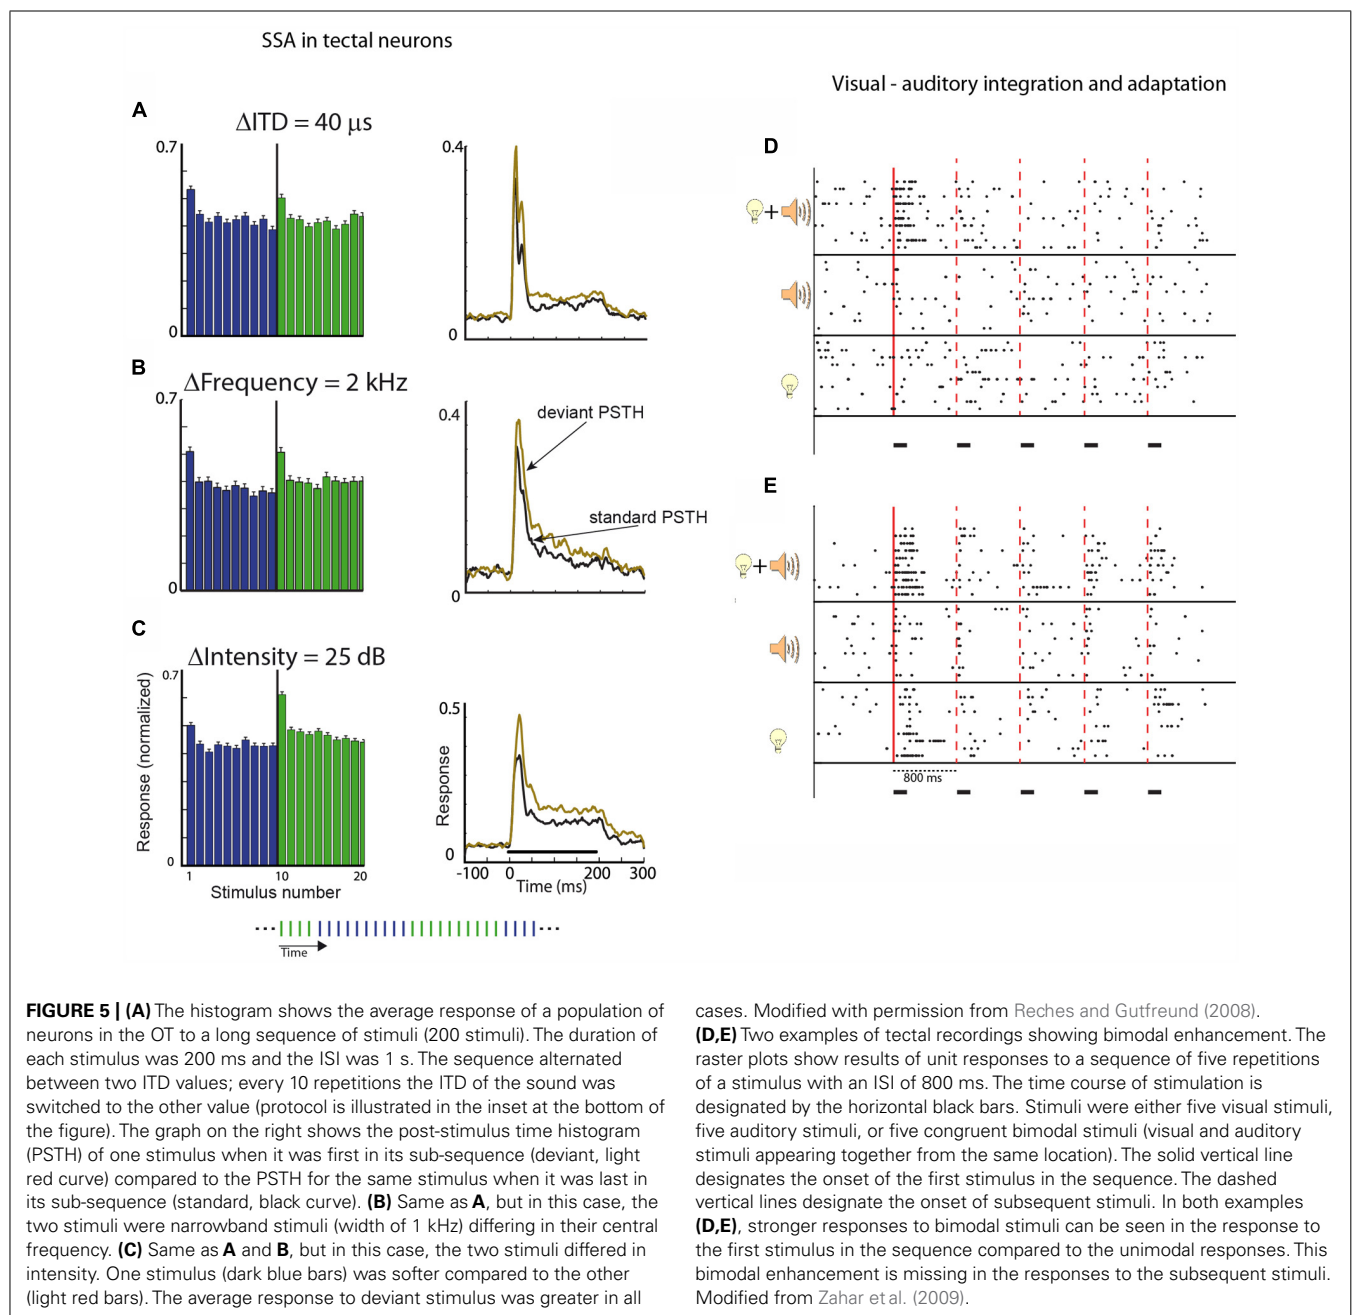 SSA in tectal neurons
Visual - auditory integration and adaptation
A
ΔITD = 40 µs
0.7
0
0.4
0
B
ΔFrequency = 2 kHz
0.7
0
0.4
0
deviant PSTH
standard PSTH
C
ΔIntensity = 25 dB
0.7
0
Response (normalized)
1
10
20
Stimulus number
0.5
0
Response
-100
0
200
300
Time (ms)
Time
D
+
E
+
800 ms
FIGURE 5 | (A) The histogram shows the average response of a population of
neurons in the OT to a long sequence of stimuli (200 stimuli). The duration of
each stimulus was 200 ms and the ISI was 1 s. The sequence alternated
between two ITD values; every 10 repetitions the ITD of the sound was
switched to the other value (protocol is illustrated in the inset at the bottom of
the figure). The graph on the right shows the post-stimulus time histogram
(PSTH) of one stimulus when it was first in its sub-sequence (deviant, light
red curve) compared to the PSTH for the same stimulus when it was last in
its sub-sequence (standard, black curve). (B) Same as A, but in this case, the
two stimuli were narrowband stimuli (width of 1 kHz) differing in their central
frequency. (C) Same as A and B, but in this case, the two stimuli differed in
intensity. One stimulus (dark blue bars) was softer compared to the other
(light red bars). The average response to deviant stimulus was greater in all
cases. Modified with permission from Reches and Gutfreund (2008).
(D,E) Two examples of tectal recordings showing bimodal enhancement. The
raster plots show results of unit responses to a sequence of five repetitions
of a stimulus with an ISI of 800 ms. The time course of stimulation is
designated by the horizontal black bars. Stimuli were either five visual stimuli,
five auditory stimuli, or five congruent bimodal stimuli (visual and auditory
stimuli appearing together from the same location). The solid vertical line
designates the onset of the first stimulus in the sequence. The dashed
vertical lines designate the onset of subsequent stimuli. In both examples
(D,E), stronger responses to bimodal stimuli can be seen in the response to
the first stimulus in the sequence compared to the unimodal responses. This
bimodal enhancement is missing in the responses to the subsequent stimuli.
Modified from Zahar et al. (2009).